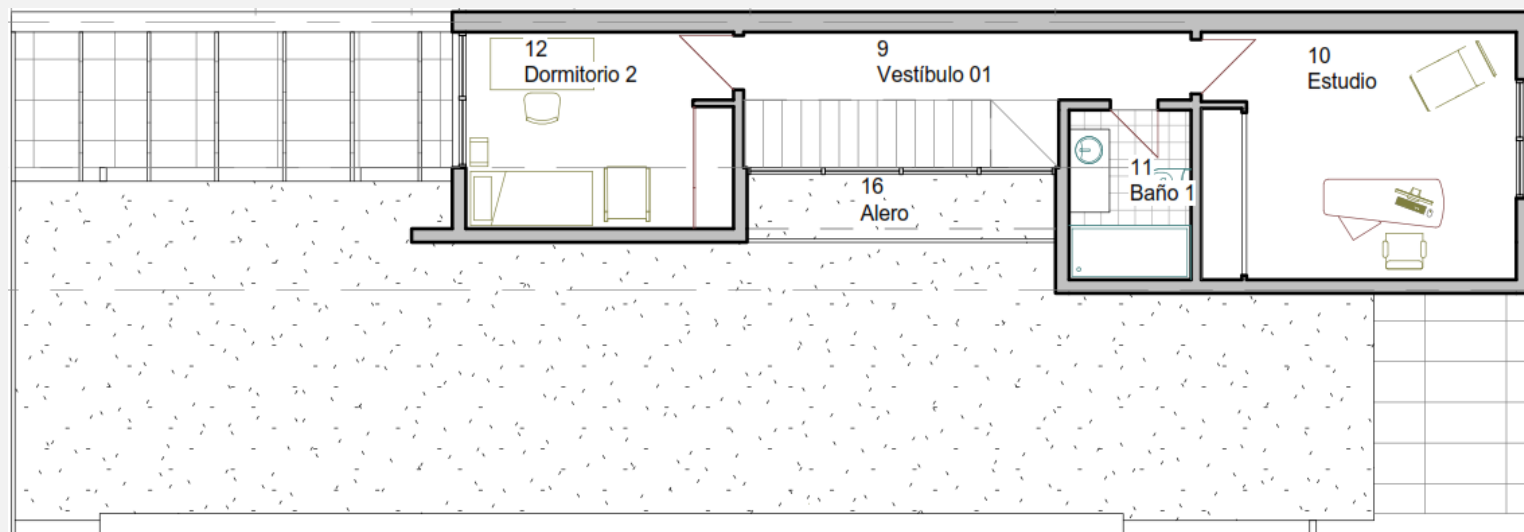 12
Dormitorio 2
9
Vestíbulo 01
10
Estudio
11
Baño 1
16
Alero